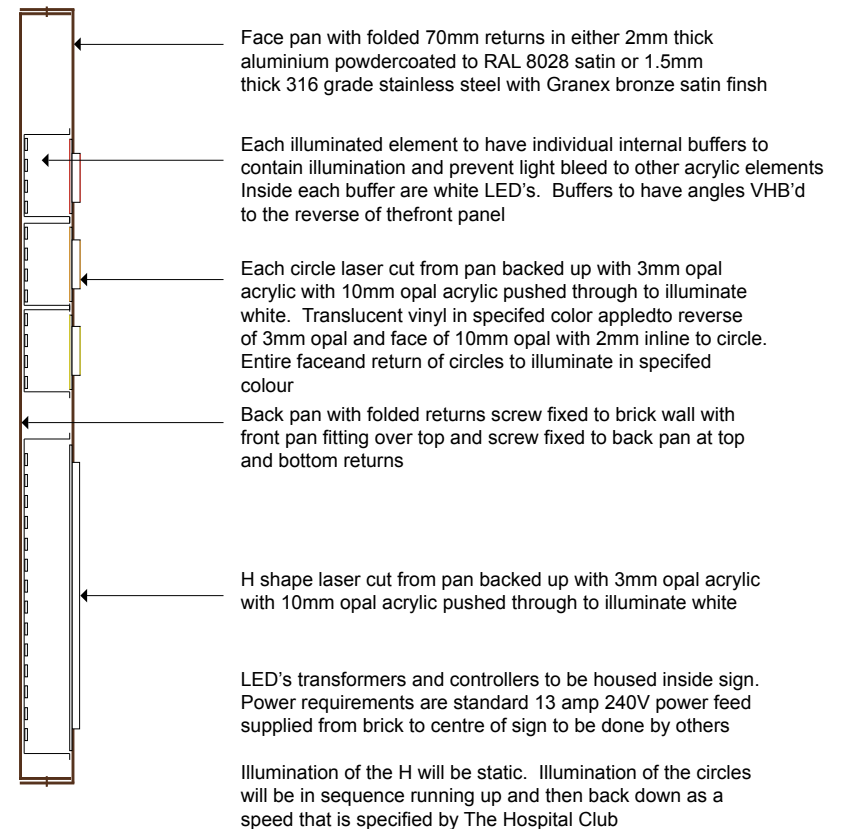 Face pan with folded 70mm returns in either 2mm thick
aluminium powdercoated to RAL 8028 satin or 1.5mm
thick 316 grade stainless steel with Granex bronze satin finsh
Each illuminated element to have individual internal buffers to
contain illumination and prevent light bleed to other acrylic elements
Inside each buffer are white LED's.  Buffers to have angles VHB'd
to the reverse of thefront panel
Each circle laser cut from pan backed up with 3mm opal
acrylic with 10mm opal acrylic pushed through to illuminate
white.  Translucent vinyl in specifed color appledto reverse
of 3mm opal and face of 10mm opal with 2mm inline to circle.
Entire faceand return of circles to illuminate in specifed
colour
Back pan with folded returns screw fixed to brick wall with
front pan fitting over top and screw fixed to back pan at top
and bottom returns
H shape laser cut from pan backed up with 3mm opal acrylic
with 10mm opal acrylic pushed through to illuminate white
LED's transformers and controllers to be housed inside sign.
Power requirements are standard 13 amp 240V power feed
supplied from brick to centre of sign to be done by others
Illumination of the H will be static.  Illumination of the circles
will be in sequence running up and then back down as a
speed that is specified by The Hospital Club